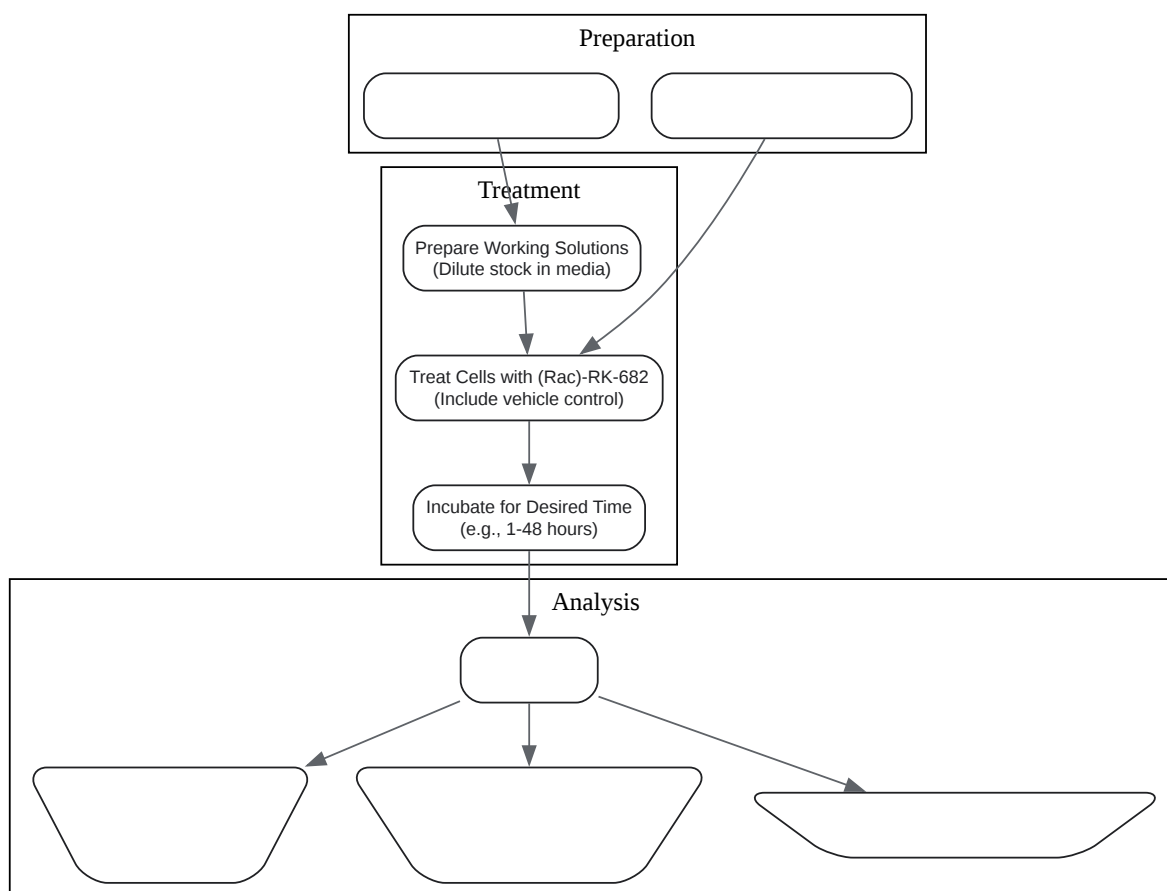 Preparation
Treatment
Prepare Working Solutions
(Dilute stock in media)
Treat Cells with (Rac)-RK-682
(Include vehicle control)
Incubate for Desired Time
(e.g., 1-48 hours)
Analysis